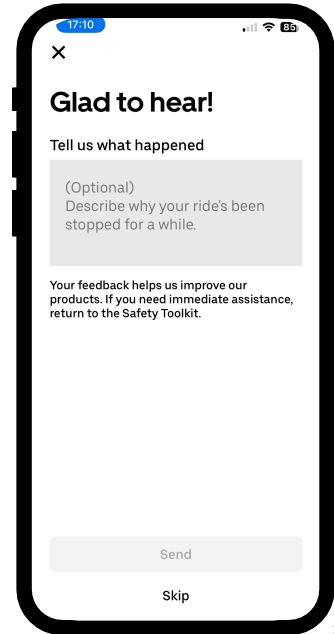 17:10
85
Glad to hear!
Tell us what happened
(Optional)
Describe why your ride's been
stopped for a while.
Your feedback helps us improve our
products. If you need immediate assistance,
return to the Safety Toolkit.
Send
Skip